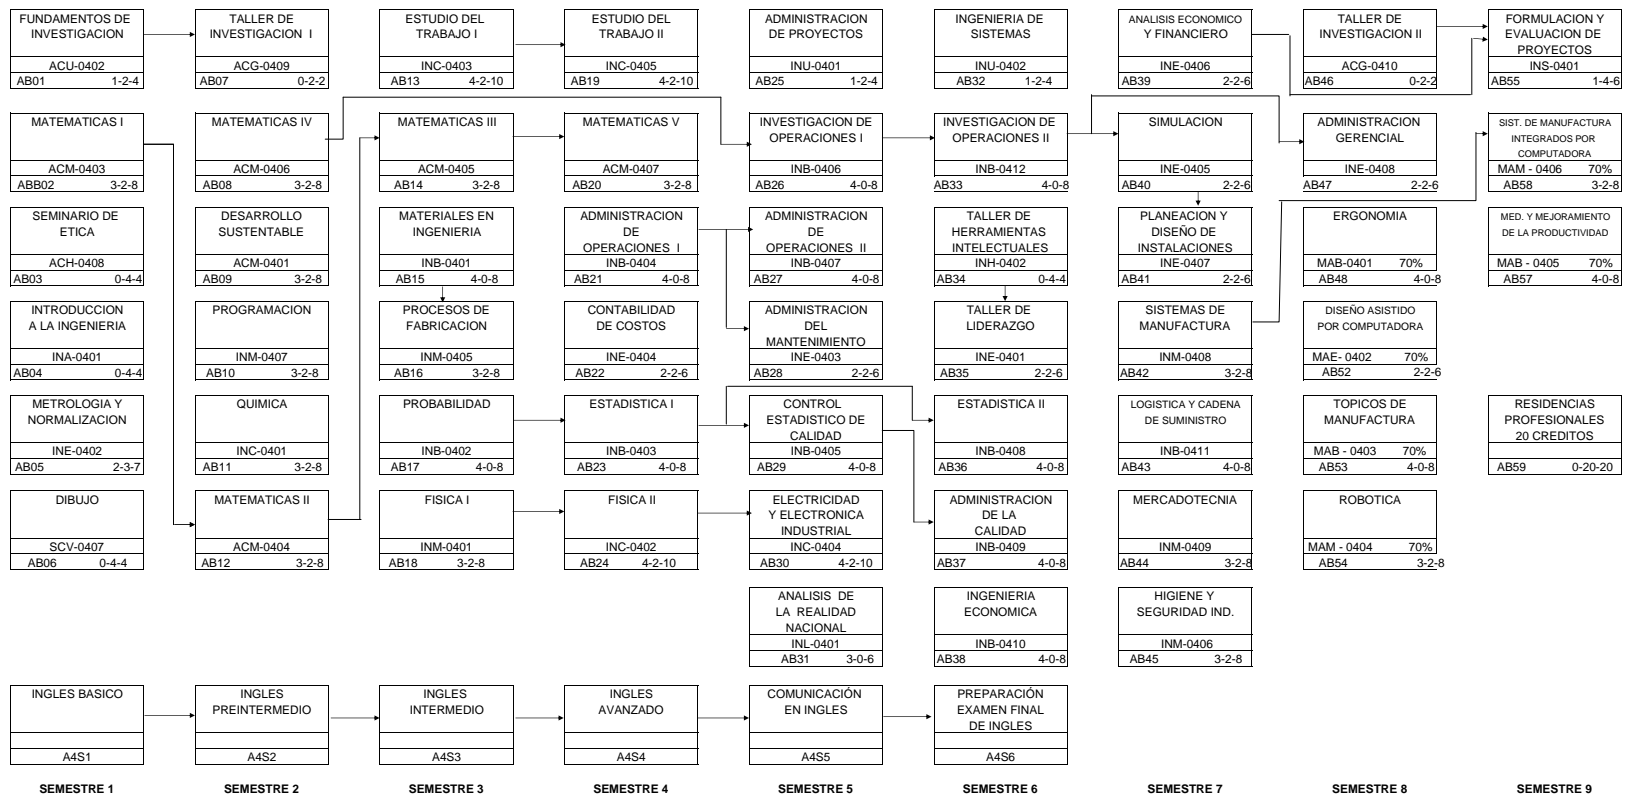 FUNDAMENTOS DE
INVESTIGACION
ACU-0402
AB01 1-2-4
TALLER DE
INVESTIGACION I
ACG-0409
AB07 0-2-2
ESTUDIO DEL
TRABAJO I
INC-0403
AB13 4-2-10
ESTUDIO DEL
TRABAJO II
INC-0405
AB19 4-2-10
ADMINISTRACION
DE PROYECTOS
INU-0401
AB25 1-2-4
INGENIERIA DE
SISTEMAS
INU-0402
AB32 1-2-4
ANALISIS ECONOMICO
Y FINANCIERO
INE-0406
AB39 2-2-6
TALLER DE
INVESTIGACION II
ACG-0410
AB46 0-2-2
FORMULACION Y
EVALUACION DE
PROYECTOS
INS-0401
AB55 1-4-6
MATEMATICAS I
ACM-0403
ABB02 3-2-8
MATEMATICAS IV
ACM-0406
AB08 3-2-8
MATEMATICAS III
ACM-0405
AB14 3-2-8
MATEMATICAS V
ACM-0407
AB20 3-2-8
INVESTIGACION DE
OPERACIONES I
INB-0406
AB26 4-0-8
INVESTIGACION DE
OPERACIONES II
INB-0412
AB33 4-0-8
SIMULACION
INE-0405
AB40 2-2-6
ADMINISTRACION
GERENCIAL
INE-0408
AB47 2-2-6
SIST. DE MANUFACTURA
INTEGRADOS POR
COMPUTADORA
MAM - 0406 70%
AB58 3-2-8
SEMINARIO DE
ETICA
ACH-0408
AB03 0-4-4
DESARROLLO
SUSTENTABLE
ACM-0401
AB09 3-2-8
MATERIALES EN
INGENIERIA
INB-0401
AB15 4-0-8
ADMINISTRACION
DE
OPERACIONES I
INB-0404
AB21 4-0-8
ADMINISTRACION
DE
OPERACIONES II
INB-0407
AB27 4-0-8
TALLER DE
HERRAMIENTAS
INTELECTUALES
INH-0402
AB34 0-4-4
PLANEACION Y
DISEÑO DE
INSTALACIONES
INE-0407
AB41 2-2-6
ERGONOMIA
MAB-0401 70%
AB48 4-0-8
MED. Y MEJORAMIENTO
DE LA PRODUCTIVIDAD
MAB - 0405 70%
AB57 4-0-8
INTRODUCCION
A LA INGENIERIA
INA-0401
AB04 0-4-4
PROGRAMACION
INM-0407
AB10 3-2-8
PROCESOS DE
FABRICACION
INM-0405
AB16 3-2-8
CONTABILIDAD
DE COSTOS
INE-0404
AB22 2-2-6
ADMINISTRACION
DEL
MANTENIMIENTO
INE-0403
AB28 2-2-6
TALLER DE
LIDERAZGO
INE-0401
AB35 2-2-6
SISTEMAS DE
MANUFACTURA
INM-0408
AB42 3-2-8
DISEÑO ASISTIDO
POR COMPUTADORA
MAE- 0402 70%
AB52 2-2-6
METROLOGIA Y
NORMALIZACION
INE-0402
AB05 2-3-7
QUIMICA
INC-0401
AB11 3-2-8
PROBABILIDAD
INB-0402
AB17 4-0-8
ESTADISTICA I
INB-0403
AB23 4-0-8
CONTROL
ESTADISTICO DE
CALIDAD
INB-0405
AB29 4-0-8
ESTADISTICA II
INB-0408
AB36 4-0-8
LOGISTICA Y CADENA
DE SUMINISTRO
INB-0411
AB43 4-0-8
TOPICOS DE
MANUFACTURA
MAB - 0403 70%
AB53 4-0-8
RESIDENCIAS
PROFESIONALES
20 CREDITOS
AB59 0-20-20
DIBUJO
SCV-0407
AB06 0-4-4
MATEMATICAS II
ACM-0404
AB12 3-2-8
FISICA I
INM-0401
AB18 3-2-8
FISICA II
INC-0402
AB24 4-2-10
ELECTRICIDAD
Y ELECTRONICA
INDUSTRIAL
INC-0404
AB30 4-2-10
ADMINISTRACION
DE LA
CALIDAD
INB-0409
AB37 4-0-8
MERCADOTECNIA
INM-0409
AB44 3-2-8
ROBOTICA
MAM - 0404 70%
AB54 3-2-8
ANALISIS DE
LA REALIDAD
NACIONAL
INL-0401
AB31 3-0-6
INGENIERIA
ECONOMICA
INB-0410
AB38 4-0-8
HIGIENE Y
SEGURIDAD IND.
INM-0406
AB45 3-2-8
INGLES BASICO
A4S1
INGLES
PREINTERMEDIO
A4S2
INGLES
INTERMEDIO
A4S3
INGLES
AVANZADO
A4S4
COMUNICACIÓN
EN INGLES
A4S5
PREPARACIÓN
EXAMEN FINAL
DE INGLES
A4S6
SEMESTRE 1
SEMESTRE 2
SEMESTRE 3
SEMESTRE 4
SEMESTRE 5
SEMESTRE 6
SEMESTRE 7
SEMESTRE 8
SEMESTRE 9